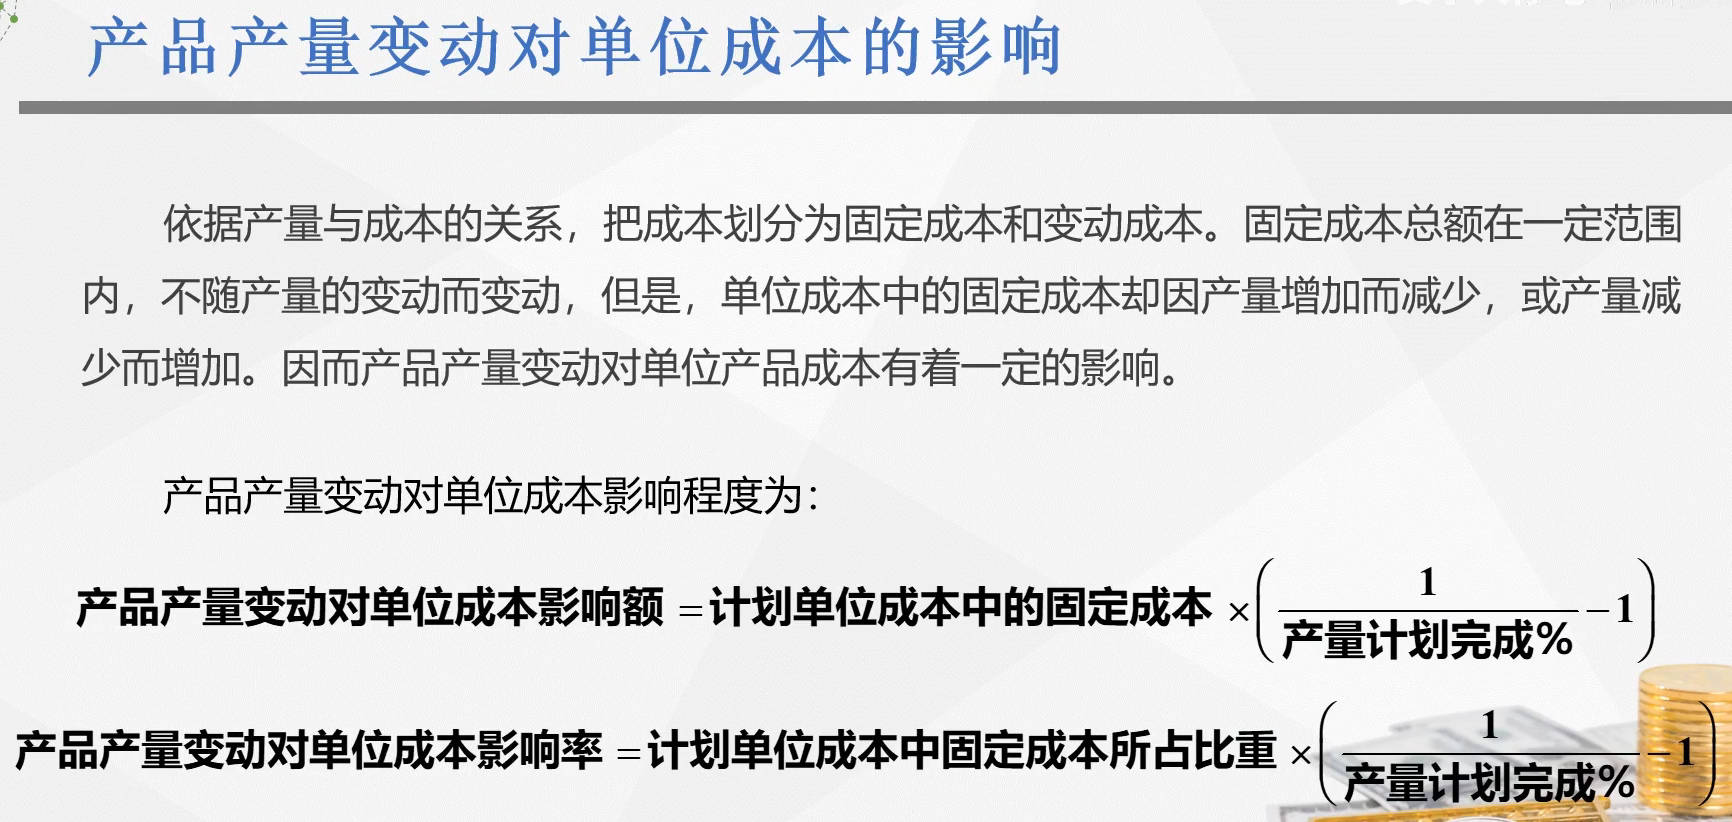 产品产量变动对单位成本的影响
依据产量与成本的关系，把成本划分为固定成本和变动成本。固定成本总额在一定范围
内，不随产量的变动而变动，但是，单位成本中的固定成本却因产量增加而减少，或产量减
少而增加。因而产品产量变动对单位产品成本有着一定的影响。
产品产量变动对单位成本影响程度为：
产品产量变动对单位成本影响额=计划单位成本中的固定成本×(1/产量计划完成%−1)
产品产量变动对单位成本影响率=计划单位成本中固定成本所占比重×(1/产量计划完成%−1)